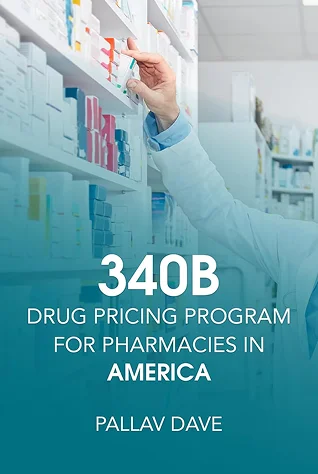 340B
DRUG PRICING PROGRAM
FOR PHARMACIES IN
AMERICA
PALLAV DAVE